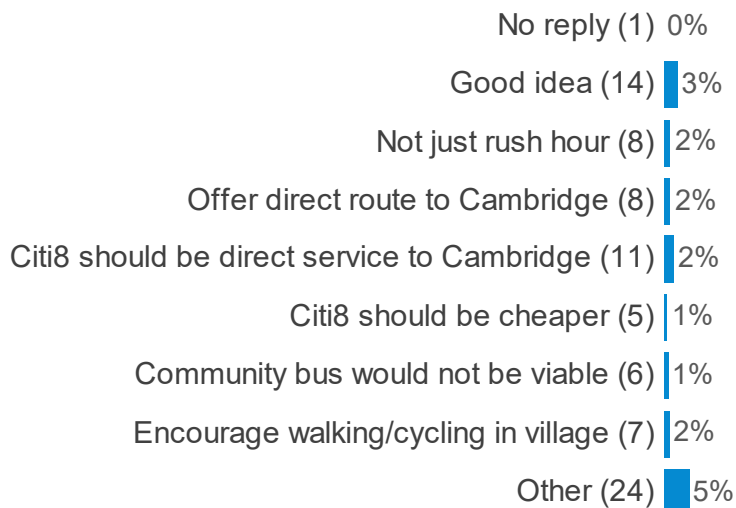 No reply (1) 0%
Good idea (14) 3%
Not just rush hour (8) 2%
Offer direct route to Cambridge (8) 2%
Citi8 should be direct service to Cambridge (11) 2%
Citi8 should be cheaper (5) 1%
Community bus would not be viable (6) 1%
Encourage walking/cycling in village (7) 2%
Other (24) 5%